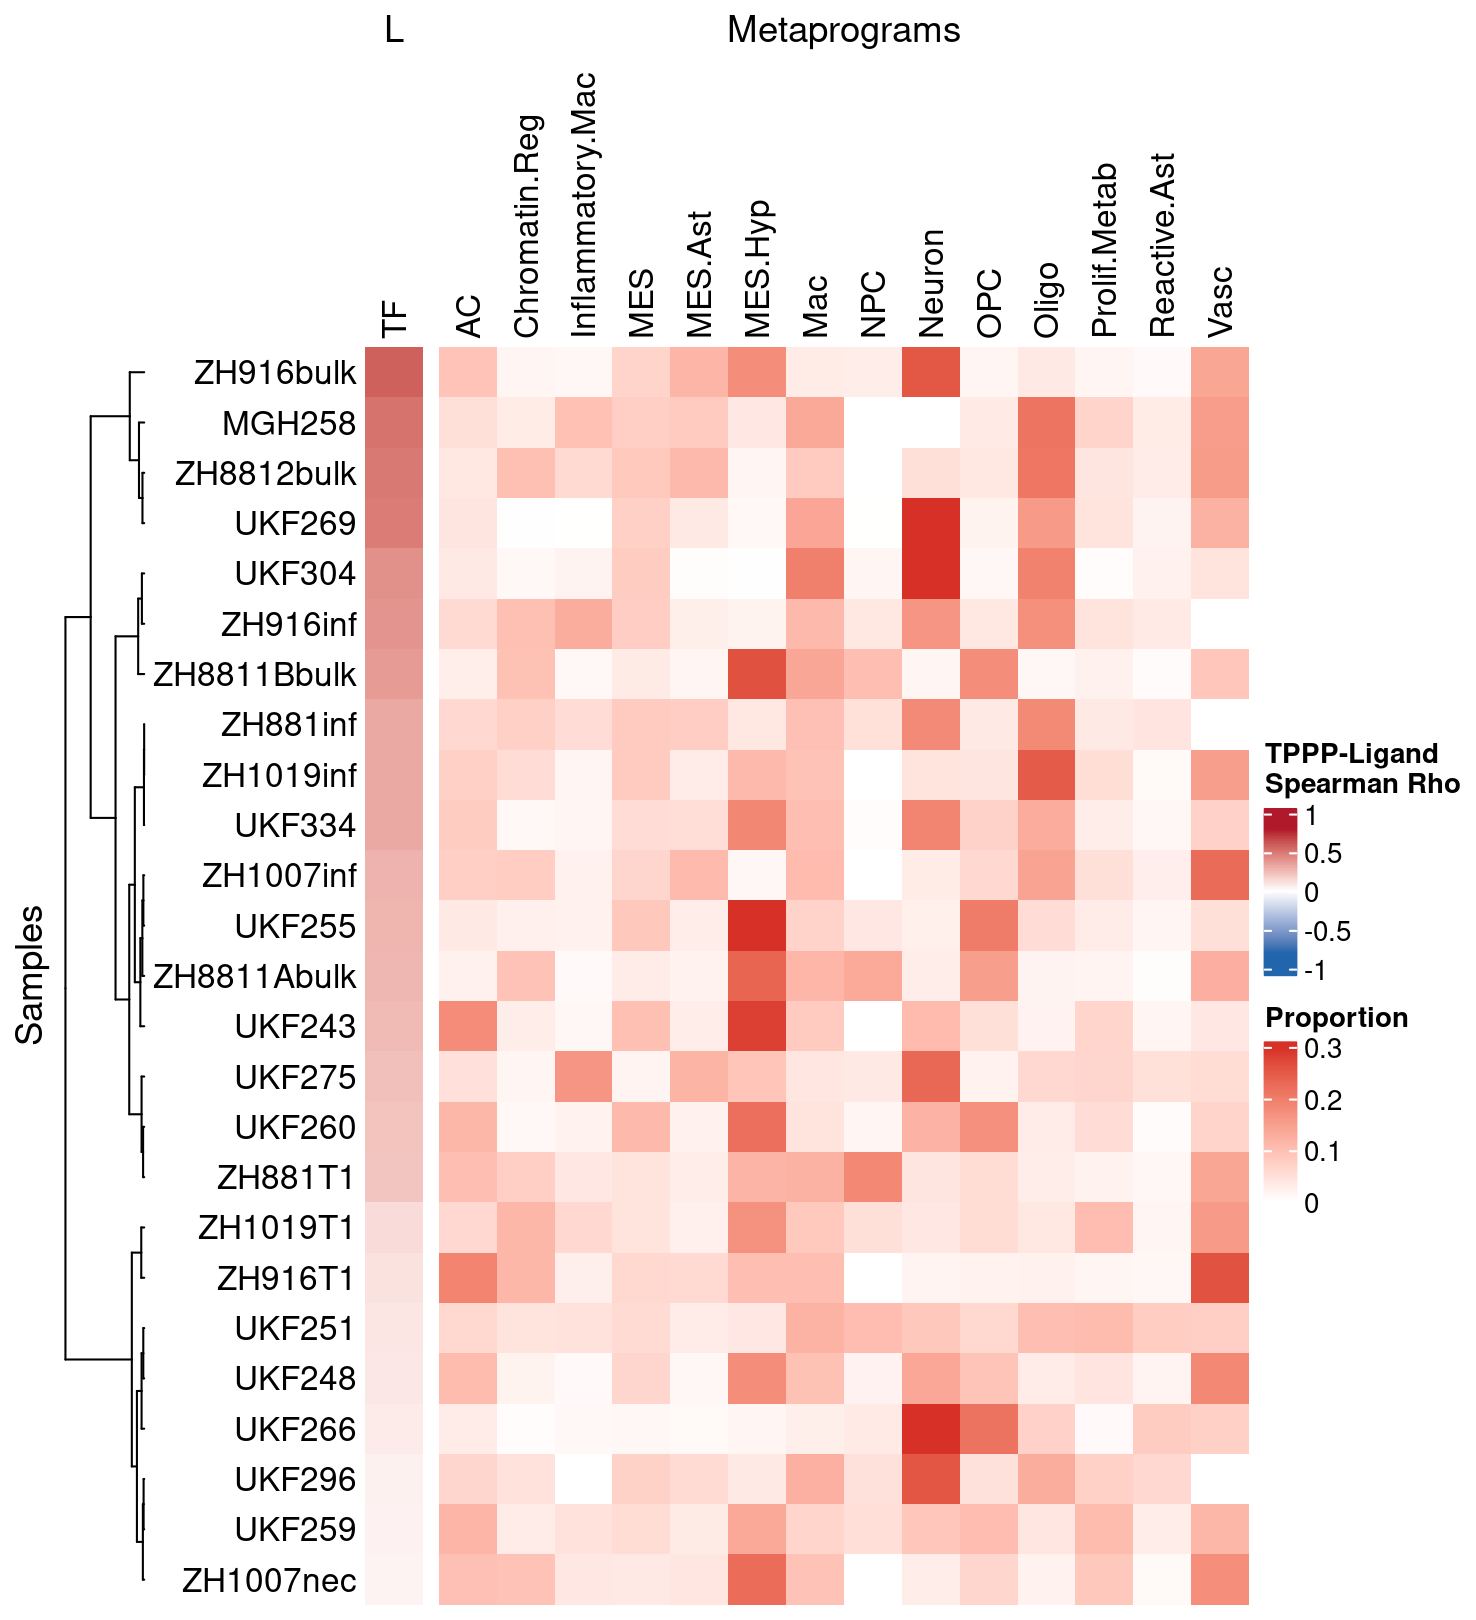 L
Metaprograms
TF
AC
Chromatin.Reg
Inflammatory.Mac
MES
MES.Ast
MES.Hyp
Mac
NPC
Neuron
OPC
Oligo
Prolif.Metab
Reactive.Ast
Vasc
Samples
ZH916bulk
MGH258
ZH8812bulk
UKF269
UKF304
ZH916inf
ZH8811Bbulk
ZH881inf
ZH1019inf
UKF334
ZH1007inf
UKF255
ZH8811Abulk
UKF243
UKF275
UKF260
ZH881T1
ZH1019T1
ZH916T1
UKF251
UKF248
UKF266
UKF296
UKF259
ZH1007nec
TPPP-Ligand
Spearman Rho
1
0.5
0
-0.5
-1
Proportion
0.3
0.2
0.1
0